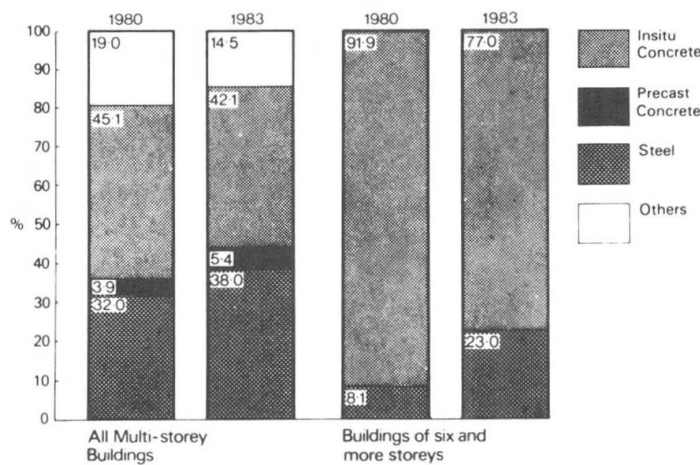 1980
1983
1980
1983
100
90
80
70
60
50
40
30
20
10
0
%
19·0
45·1
3·9
32·0
14·5
42·1
5·4
38·0
91·9
8·1
77·0
23·0
Insitu
Concrete
Precast
Concrete
Steel
Others
All Multi-storey
Buildings
Buildings of six and
more storeys